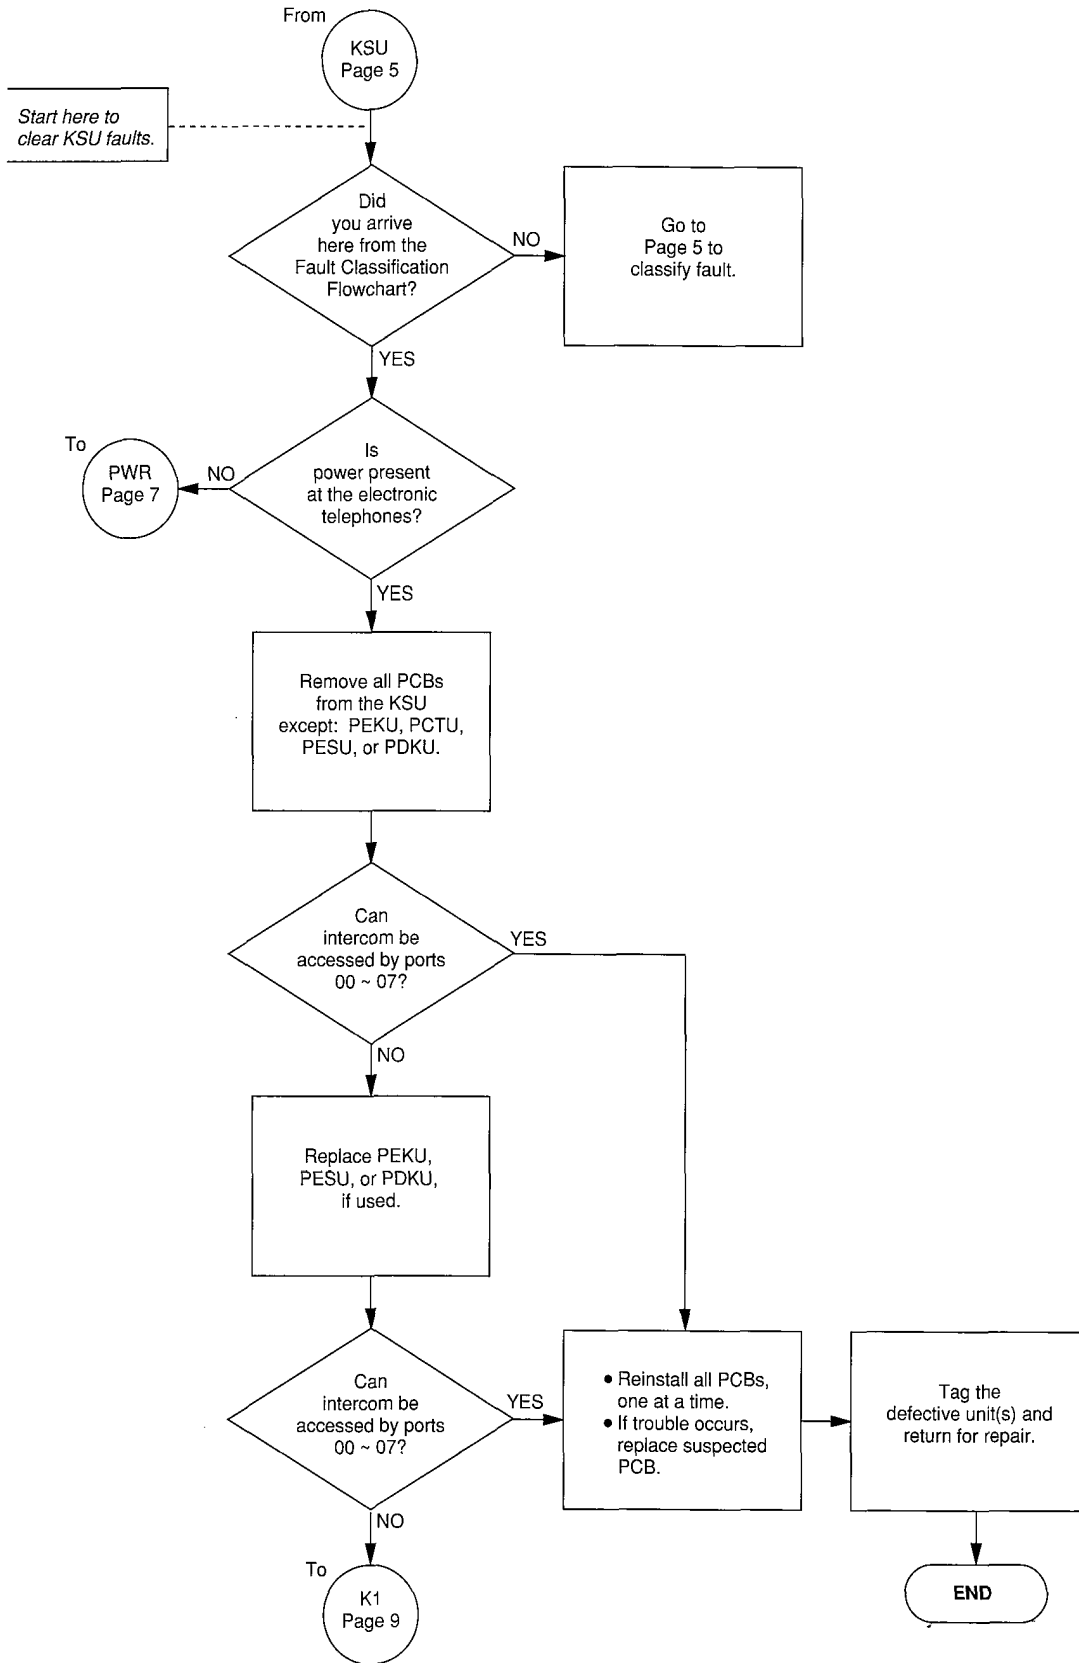 From
KSU
Page 5
Start here to
clear KSU faults.
Did
you arrive
here from the
Fault Classification
Flowchart?
NO
Go to
Page 5 to
classify fault.
YES
To
PWR
Page 7
NO
Is
power present
at the electronic
telephones?
YES
Remove all PCBs
from the KSU
except: PEKU, PCTU,
PESU, or PDKU.
Can
intercom be
accessed by ports
00 ~ 07?
YES
NO
Replace PEKU,
PESU, or PDKU,
if used.
Can
intercom be
accessed by ports
00 ~ 07?
YES
• Reinstall all PCBs,
one at a time.
• If trouble occurs,
replace suspected
PCB.
Tag the
defective unit(s) and
return for repair.
NO
To
K1
Page 9
END